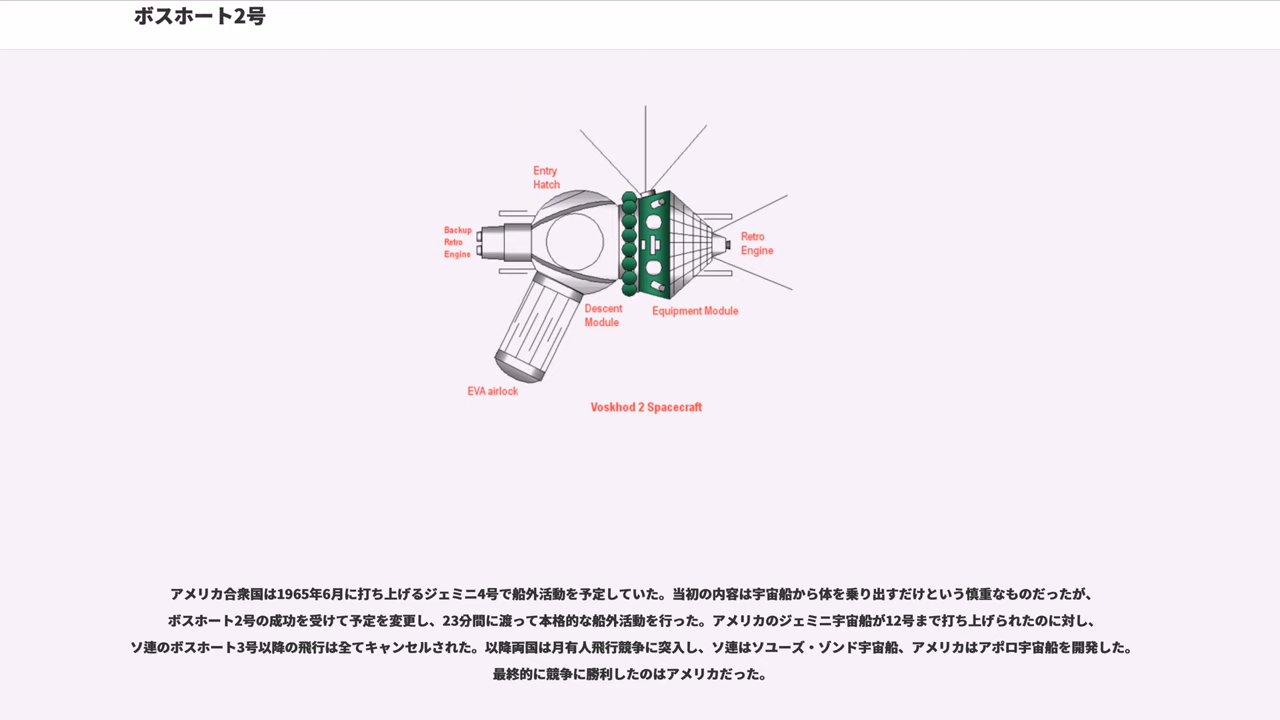 ボスホート2号
Entry
Hatch
Backup
Retro
Engine
Retro
Engine
Descent
Module
Equipment Module
EVA airlock
Voskhod 2 Spacecraft
アメリカ合衆国は1965年6月に打ち上げるジェミニ4号で船外活動を予定していた。当初の内容は宇宙船から体を乗り出すだけという慎重なものだったが、
ボスホート2号の成功を受けて予定を変更し、23分間に渡って本格的な船外活動を行った。アメリカのジェミニ宇宙船が12号まで打ち上げられたのに対し、
ソ連のボスホート3号以降の飛行は全てキャンセルされた。以降両国は月有人飛行競争に突入し、ソ連はソユーズ・ゾンド宇宙船、アメリカはアポロ宇宙船を開発した。
最終的に競争に勝利したのはアメリカだった。